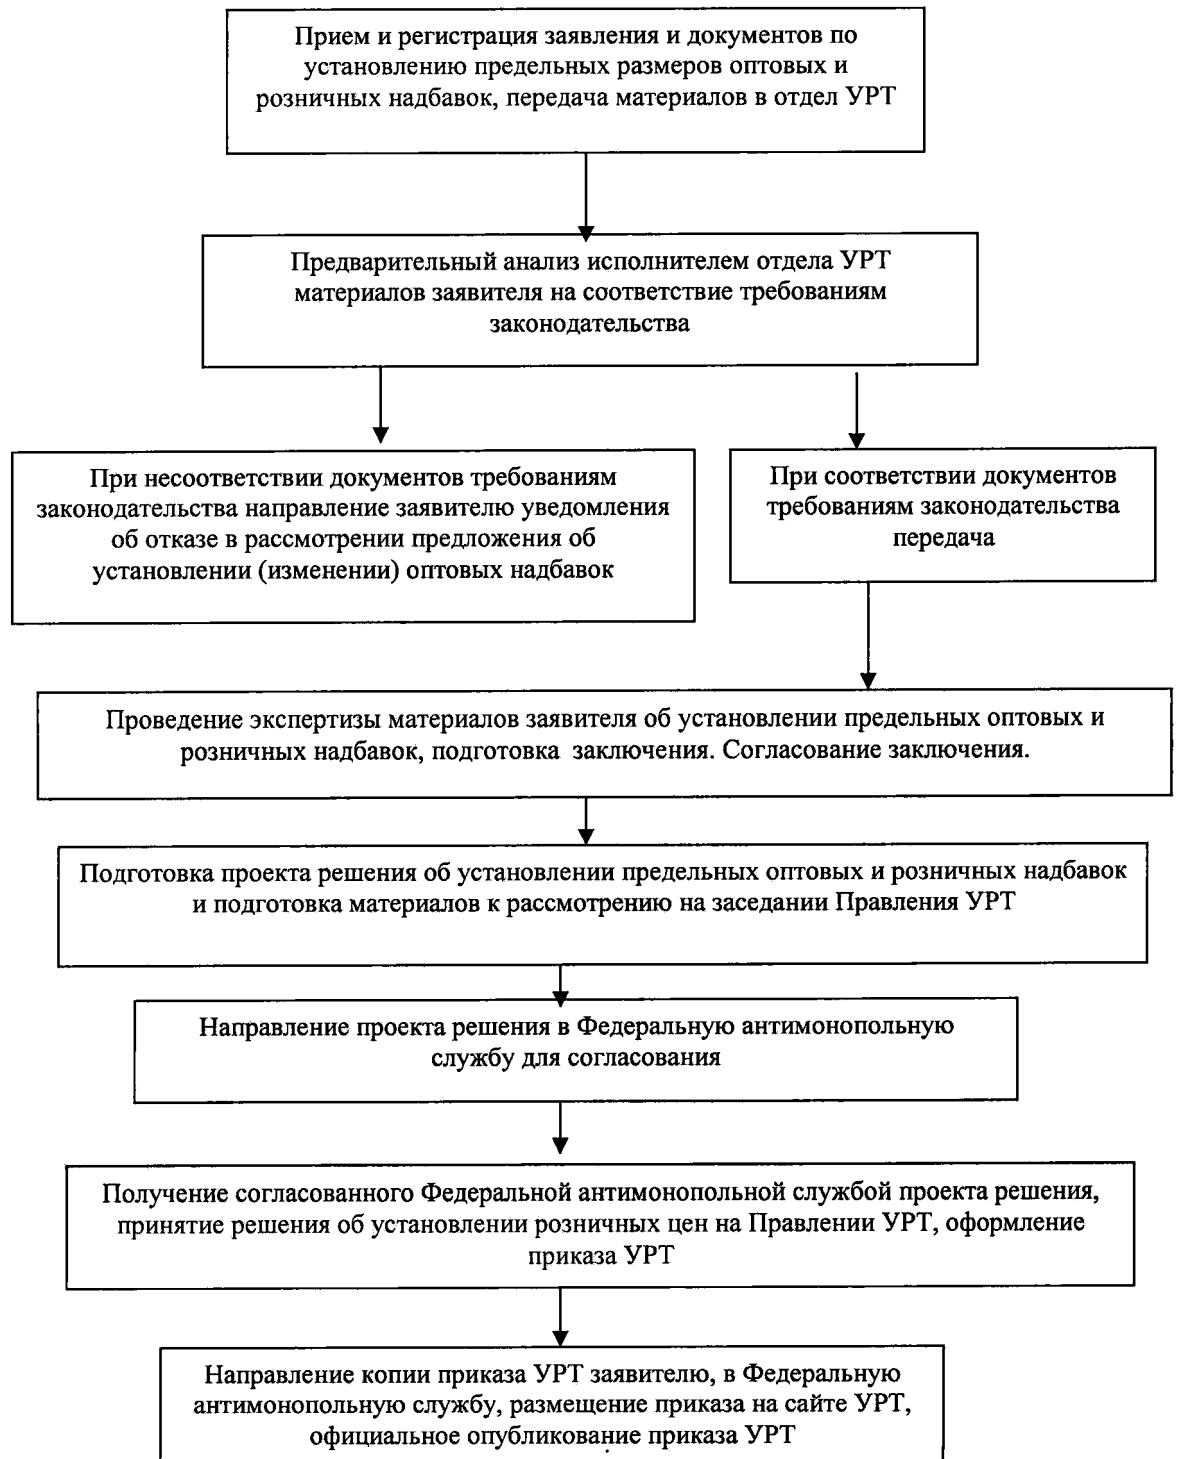 Прием и регистрация заявления и документов по
установлению предельных размеров оптовых и
розничных надбавок, передача материалов в отдел УРТ
Предварительный анализ исполнителем отдела УРТ
материалов заявителя на соответствие требованиям
законодательства
При несоответствии документов требованиям
законодательства направление заявителю уведомления
об отказе в рассмотрении предложения об
установлении (изменении) оптовых надбавок
При соответствии документов
требованиям законодательства
передача
Проведение экспертизы материалов заявителя об установлении предельных оптовых и
розничных надбавок, подготовка заключения. Согласование заключения.
Подготовка проекта решения об установлении предельных оптовых и розничных надбавок
и подготовка материалов к рассмотрению на заседании Правления УРТ
Направление проекта решения в Федеральную антимонопольную
службу для согласования
Получение согласованного Федеральной антимонопольной службой проекта решения,
принятие решения об установлении розничных цен на Правлении УРТ, оформление
приказа УРТ
Направление копии приказа УРТ заявителю, в Федеральную
антимонопольную службу, размещение приказа на сайте УРТ,
официальное опубликование приказа УРТ